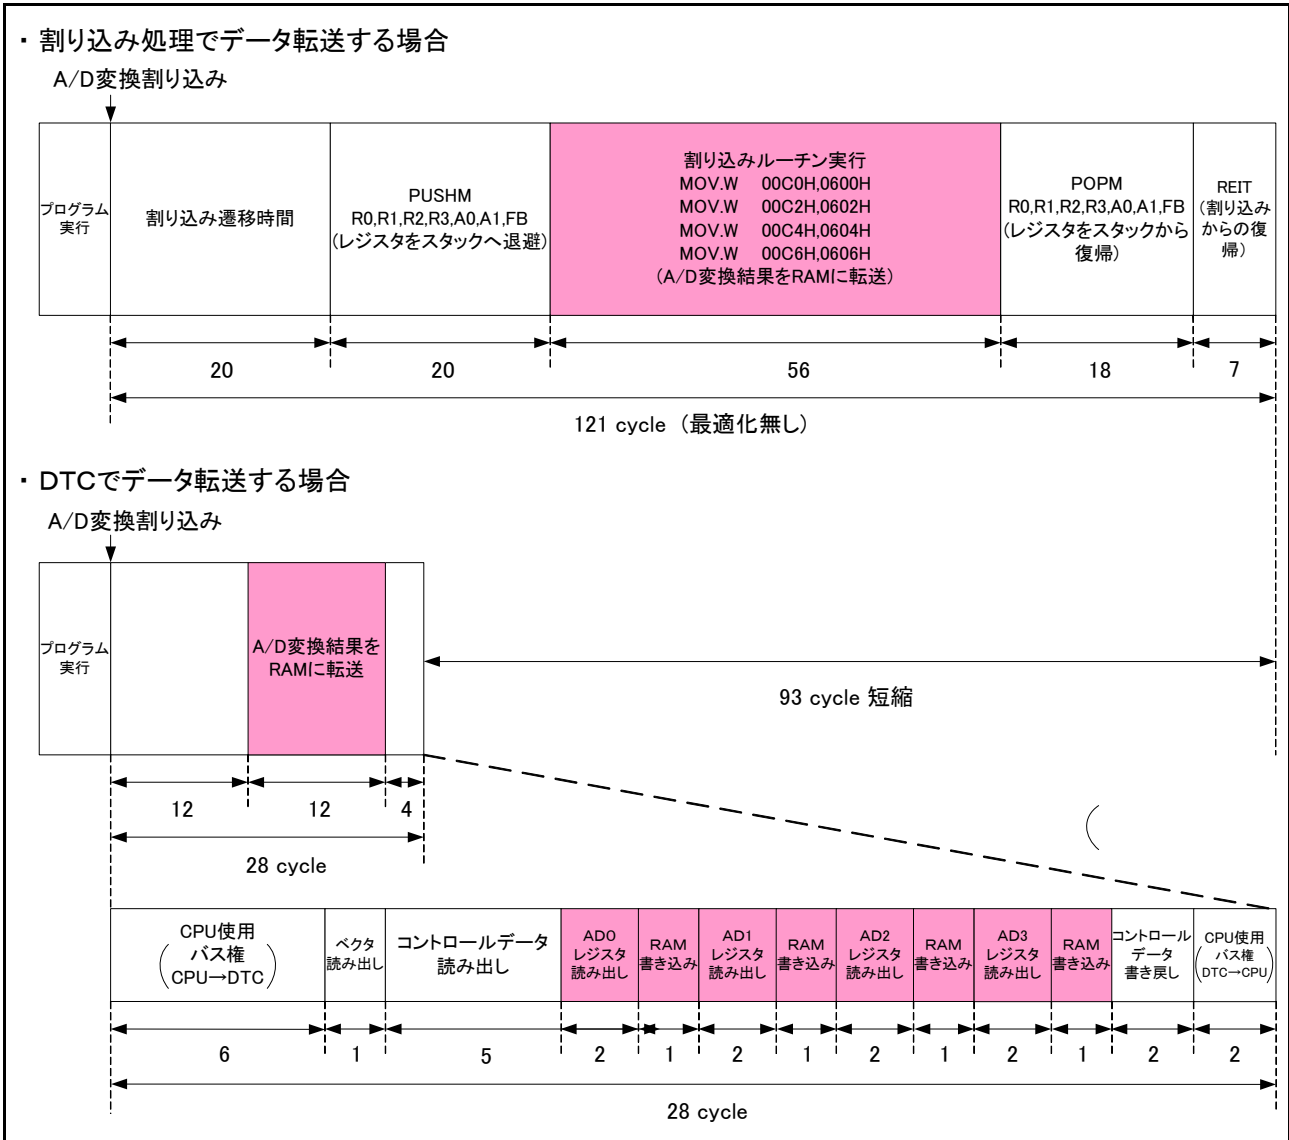 ・ 割り込み処理でデータ転送する場合
A/D変換割り込み
プログラム
実行
割り込み遷移時間
PUSHM
R0,R1,R2,R3,A0,A1,FB
(レジスタをスタックへ退避)
割り込みルーチン実行
MOV.W 00C0H,0600H
MOV.W 00C2H,0602H
MOV.W 00C4H,0604H
MOV.W 00C6H,0606H
(A/D変換結果をRAMに転送)
POPM
R0,R1,R2,R3,A0,A1,FB
(レジスタをスタックから
復帰)
REIT
(割り込み
からの復
帰)
20
20
56
18
7
121 cycle (最適化無し)
・ DTCでデータ転送する場合
A/D変換割り込み
プログラム
実行
A/D変換結果を
RAMに転送
93 cycle 短縮
12
12
4
28 cycle
(
CPU使用
バス権
(CPU→DTC)
ベクタ
読み出し
コントロールデータ
読み出し
AD0
レジスタ
読み出し
RAM
書き込み
AD1
レジスタ
読み出し
RAM
書き込み
AD2
レジスタ
読み出し
RAM
書き込み
AD3
レジスタ
読み出し
RAM
書き込み
コントロール
データ
書き戻し
CPU使用
バス権
(DTC→CPU)
6
1
5
2
1
2
1
2
1
2
1
2
2
28 cycle